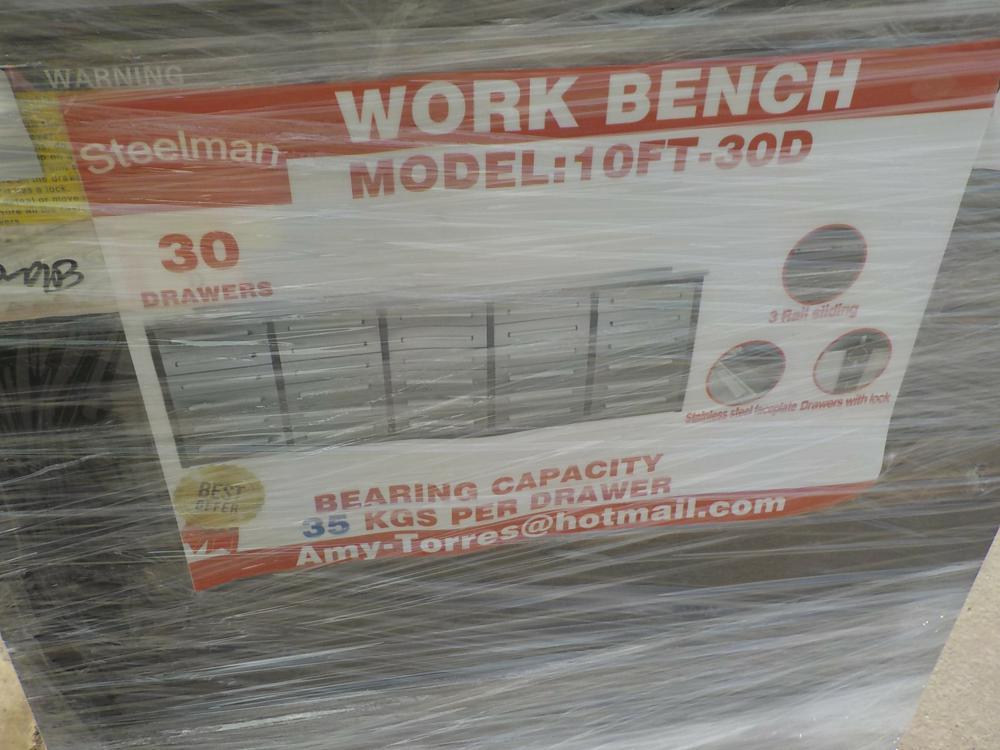 WARNING
Steelman
WORK BENCH
MODEL:10FT-30D
30
DRAWERS
3 Rail sliding
Stainless steel faceplate
Drawers with lock
BEST
OFFER
BEARING CAPACITY
35 KGS PER DRAWER
Amy-Torres@hotmail.com